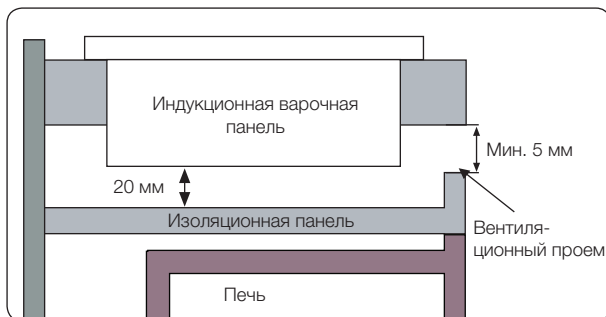 Индукционная варочная
панель
Мин. 5 мм
20 мм
Изоляционная панель
Вентиля-
ционный проем
Печь